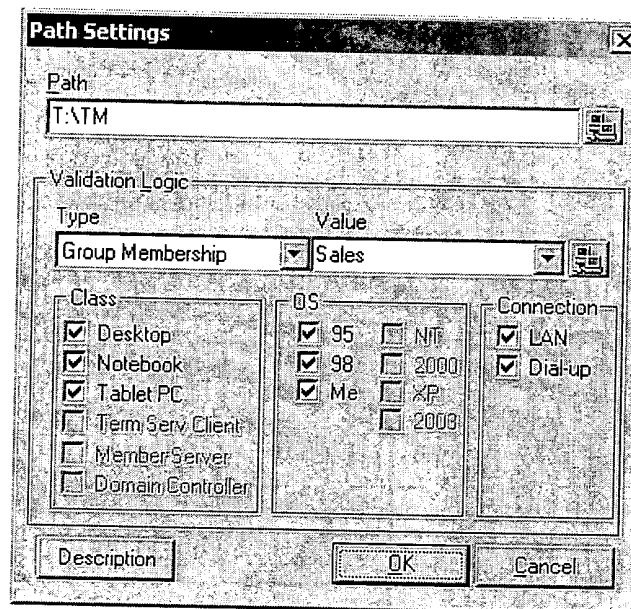 Path Settings
Path
T:\TM
Validation Logic
Type Value
Group Membership Sales
Class OS Connection
Desktop 95 NT LAN
Notebook 98 2000 Dial-up
Tablet PC Me XP
Term Serv Client 2003
Member Server
Domain Controller
Description OK Cancel